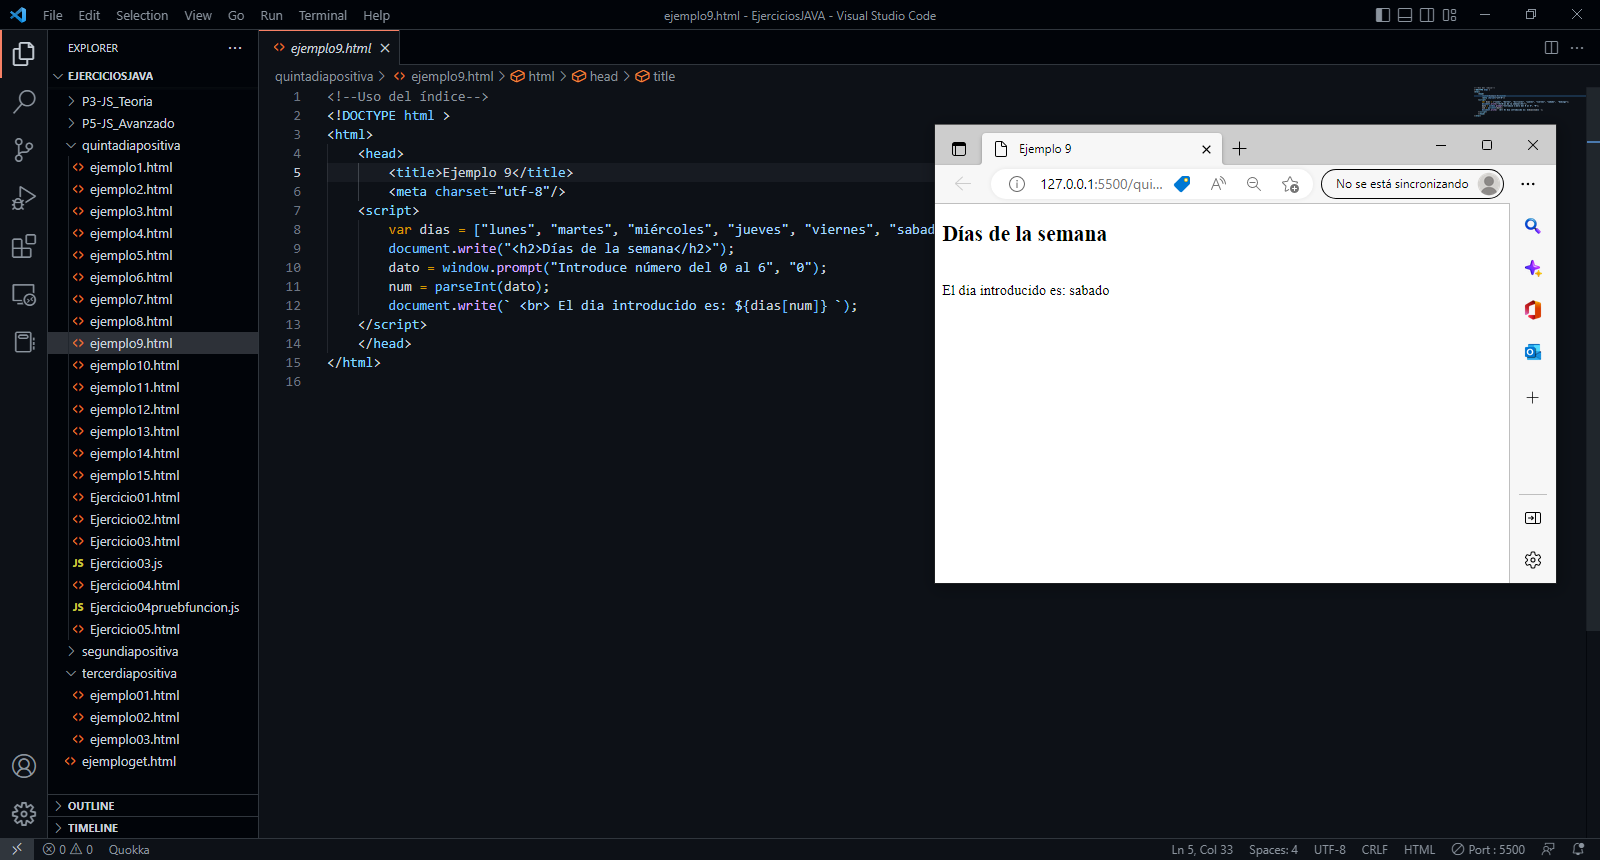 File Edit Selection View Go Run Terminal Help
ejemplo9.html - EjerciciosJAVA - Visual Studio Code
EXPLORER
EJERCICIOSJAVA
P3-JS_Teoria
P5-JS_Avanzado
quintadiapositiva
ejemplo1.html
ejemplo2.html
ejemplo3.html
ejemplo4.html
ejemplo5.html
ejemplo6.html
ejemplo7.html
ejemplo8.html
ejemplo9.html
ejemplo10.html
ejemplo11.html
ejemplo12.html
ejemplo13.html
ejemplo14.html
ejemplo15.html
Ejercicio01.html
Ejercicio02.html
Ejercicio03.html
JS Ejercicio03.js
Ejercicio04.html
JS Ejercicio04pruebfuncion.js
Ejercicio05.html
segundiapositiva
tercerdiapositiva
ejemplo01.html
ejemplo02.html
ejemplo03.html
ejemploget.html
OUTLINE
TIMELINE
ejemplo9.html
quintadiapositiva > ejemplo9.html > html > head > title
1 <!--Uso del índice-->
2 <!DOCTYPE html >
3 <html>
4 <head>
5 <title>Ejemplo 9</title>
6 <meta charset="utf-8"/>
7 <script>
8 var dias = ["lunes", "martes", "miércoles", "jueves", "viernes", "sabad
9 document.write("<h2>Días de la semana</h2>");
10 dato = window.prompt("Introduce número del 0 al 6", "0");
11 num = parseInt(dato);
12 document.write(` <br> El dia introducido es: ${dias[num]} `);
13 </script>
14 </head>
15 </html>
16
Ejemplo 9
127.0.0.1:5500/qui...
No se está sincronizando
Días de la semana
El dia introducido es: sabado
0 0 Quokka
Ln 5, Col 33 Spaces: 4 UTF-8 CRLF HTML Port : 5500